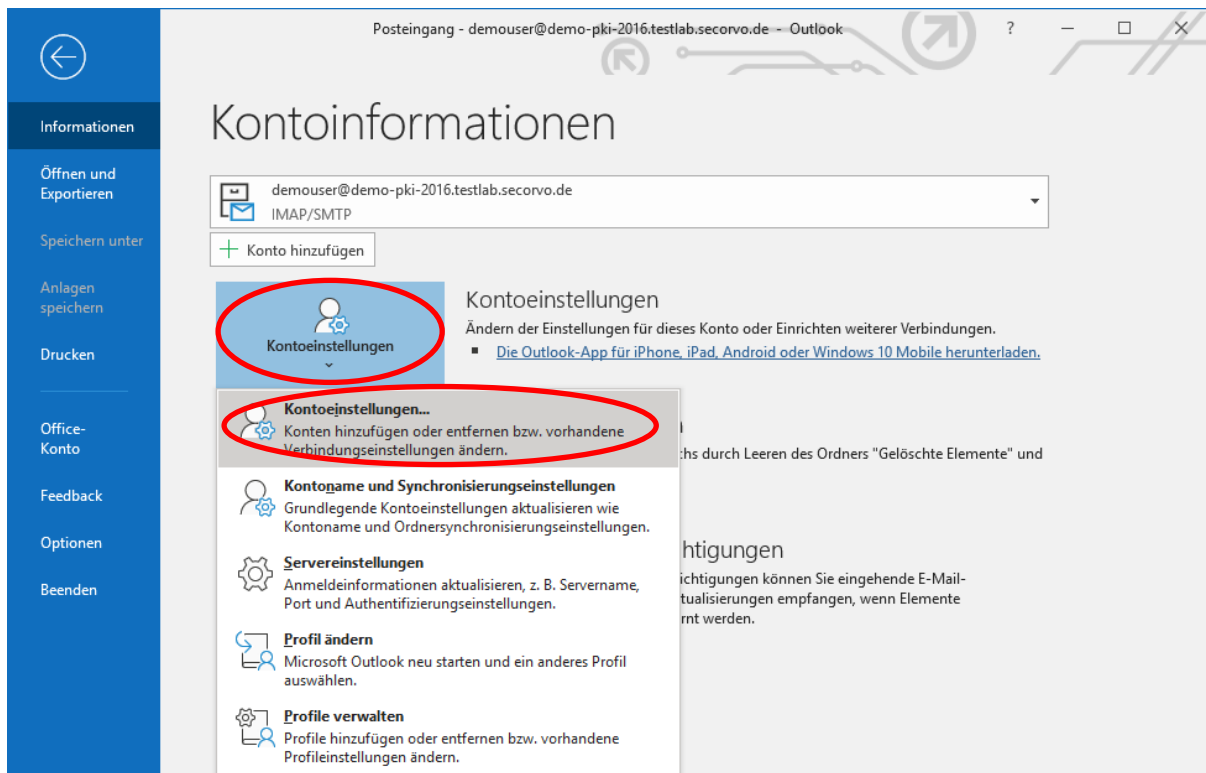 Posteingang - demouser@demo-pki-2016.testlab.secorvo.de - Outlook
?
Informationen
Öffnen und
Exportieren
Speichern unter
Anlagen
speichern
Drucken
Office-
Konto
Feedback
Optionen
Beenden
Kontoinformationen
demouser@demo-pki-2016.testlab.secorvo.de
IMAP/SMTP
Konto hinzufügen
Kontoeinstellungen
Kontoeinstellungen
Ändern der Einstellungen für dieses Konto oder Einrichten weiterer Verbindungen.
Die Outlook-App für iPhone, iPad, Android oder Windows 10 Mobile herunterladen.
Kontoeinstellungen...
Konten hinzufügen oder entfernen bzw. vorhandene
Verbindungseinstellungen ändern.
Kontoname und Synchronisierungseinstellungen
Grundlegende Kontoeinstellungen aktualisieren wie
Kontoname und Ordnersynchronisierungseinstellungen.
Servereinstellungen
Anmeldeinformationen aktualisieren, z. B. Servername,
Port und Authentifizierungseinstellungen.
Profil ändern
Microsoft Outlook neu starten und ein anderes Profil
auswählen.
Profile verwalten
Profile hinzufügen oder entfernen bzw. vorhandene
Profileinstellungen ändern.
chs durch Leeren des Ordners "Gelöschte Elemente" und
htigungen
ichtigungen können Sie eingehende E-Mail-
tualisierungen empfangen, wenn Elemente
rnt werden.